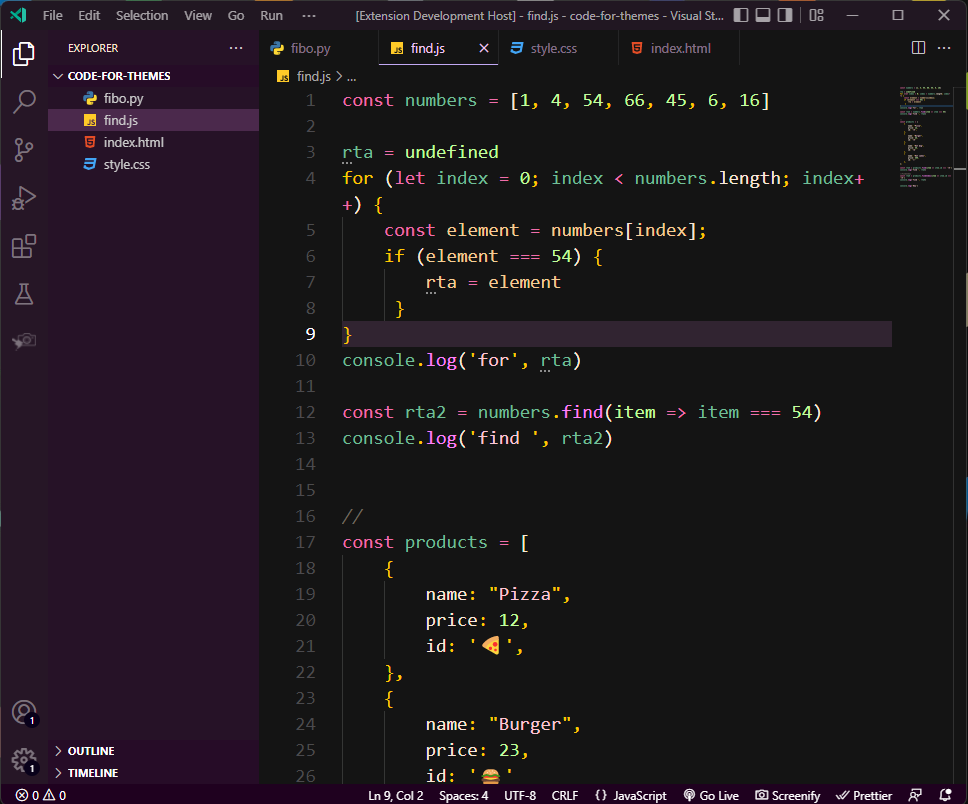 File Edit Selection View Go Run ··· [Extension Development Host] - find.js - code-for-themes - Visual St...
EXPLORER ···
CODE-FOR-THEMES
fibo.py
find.js
index.html
style.css
OUTLINE
TIMELINE
fibo.py JS find.js style.css index.html ···
JS find.js > ...
1 const numbers = [1, 4, 54, 66, 45, 6, 16]
2
3 rta = undefined
4 for (let index = 0; index < numbers.length; index+
+) {
5 const element = numbers[index];
6 if (element === 54) {
7 rta = element
8 }
9 }
10 console.log('for', rta)
11
12 const rta2 = numbers.find(item => item === 54)
13 console.log('find ', rta2)
14
15
16 //
17 const products = [
18 {
19 name: "Pizza",
20 price: 12,
21 id: '🍕',
22 },
23 {
24 name: "Burger",
25 price: 23,
26 id: '🍔'
1
1
0 0 Ln 9, Col 2 Spaces: 4 UTF-8 CRLF {} JavaScript Go Live Screenify Prettier